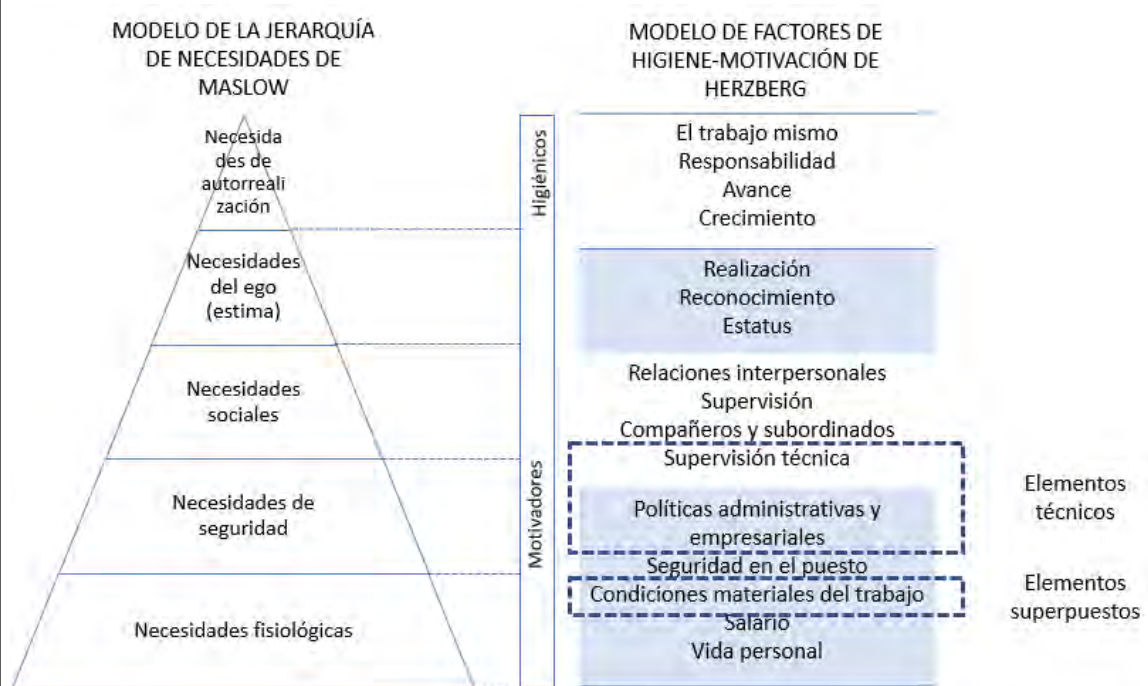 MODELO DE LA JERARQUÍA
DE NECESIDADES DE
MASLOW
Necesida
des de
autorreali
zación
Necesidades
del ego
(estima)
Necesidades
sociales
Necesidades de
seguridad
Necesidades fisiológicas
Higiénicos
Motivadores
MODELO DE FACTORES DE
HIGIENE-MOTIVACIÓN DE
HERZBERG
El trabajo mismo
Responsabilidad
Avance
Crecimiento
Realización
Reconocimiento
Estatus
Relaciones interpersonales
Supervisión
Compañeros y subordinados
Supervisión técnica
Políticas administrativas y
empresariales
Seguridad en el puesto
Condiciones materiales del trabajo
Salario
Vida personal
Elementos
técnicos
Elementos
superpuestos